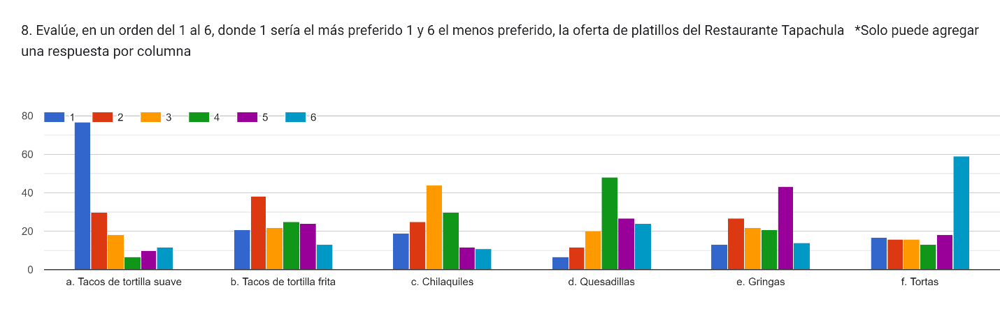 8. Evalúe, en un orden del 1 al 6, donde 1 sería el más preferido 1 y 6 el menos preferido, la oferta de platillos del Restaurante Tapachula   *Solo puede agregar
una respuesta por columna
80
1 2 3 4 5 6
60
40
20
0
a. Tacos de tortilla suave b. Tacos de tortilla frita c. Chilaquiles d. Quesadillas e. Gringas f. Tortas